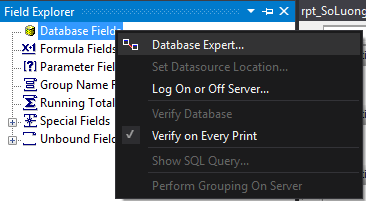 Field Explorer
rpt_SoLuong
Database Fields
Formula Fields
Parameter Field
Group Name F
Running Total
Special Fields
Unbound Field
Database Expert...
Set Datasource Location...
Log On or Off Server...
Verify Database
Verify on Every Print
Show SQL Query...
Perform Grouping On Server